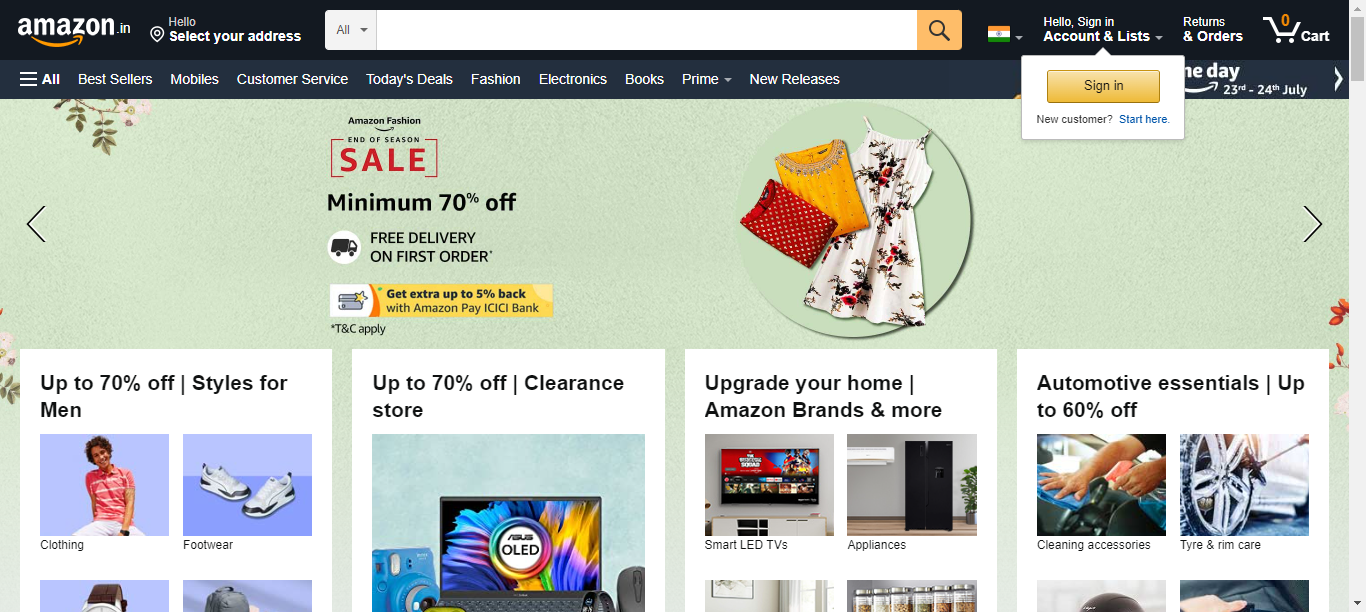 amazon.in
Hello
Select your address
All
Hello, Sign in
Account & Lists
Returns
& Orders
0
Cart
All Best Sellers Mobiles Customer Service Today's Deals Fashion Electronics Books Prime New Releases
day
23rd - 24th July
Sign in
New customer? Start here.
Amazon Fashion
END OF SEASON
SALE
Minimum 70% off
FREE DELIVERY
ON FIRST ORDER*
Get extra up to 5% back
with Amazon Pay ICICI Bank
*T&C apply
Up to 70% off | Styles for
Men
Clothing
Footwear
Up to 70% off | Clearance
store
ASUS
OLED
Upgrade your home |
Amazon Brands & more
Smart LED TVs
Appliances
Automotive essentials | Up
to 60% off
Cleaning accessories
Tyre & rim care